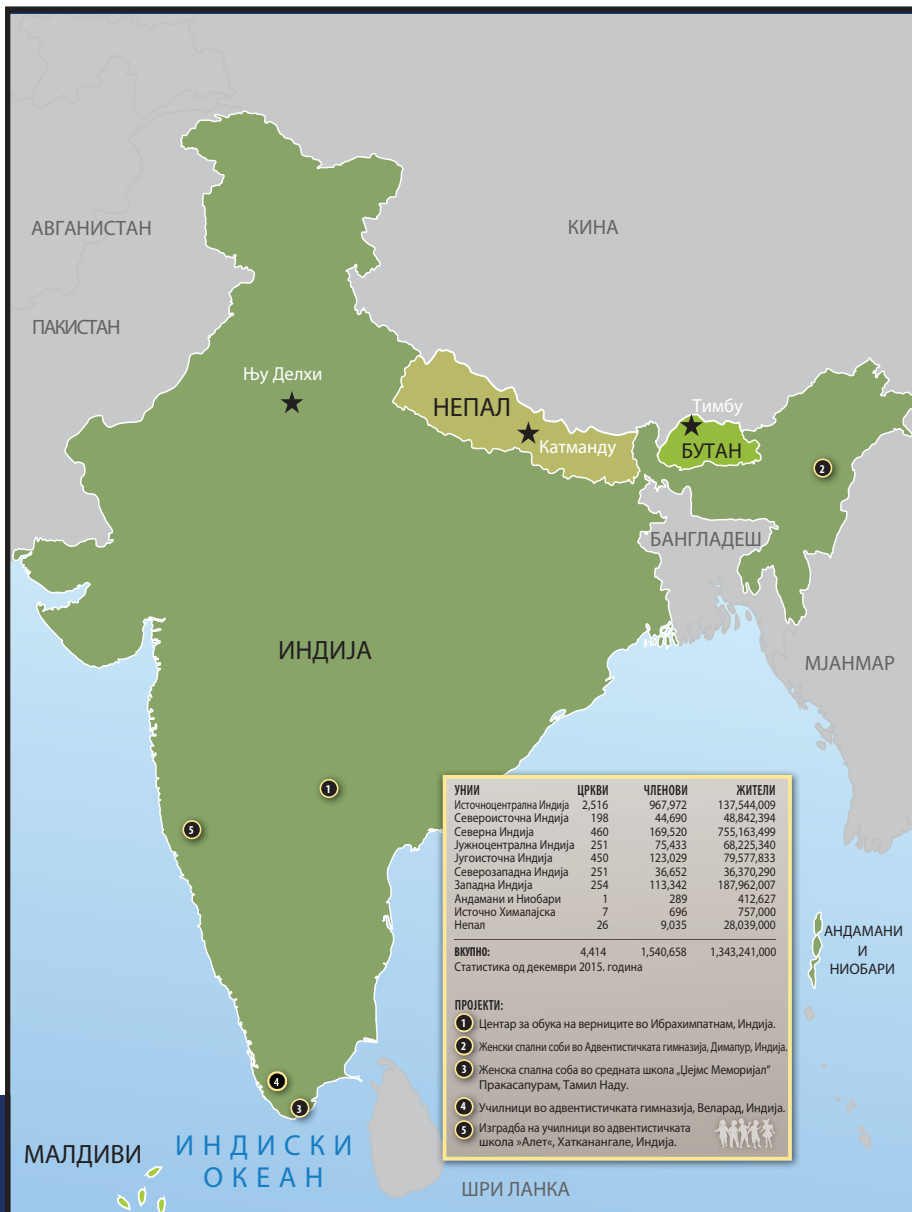 АВГАНИСТАН
КИНА
ПАКИСТАН
Њу Делхи
НЕПАЛ
Катманду
Тимбу
БУТАН
2
БАНГЛАДЕШ
ИНДИЈА
МЈАНМАР
1
5
УНИИ ЦРКВИ ЧЛЕНОВИ ЖИТЕЛИ
Источноцентрална Индија 2,516 967,972 137,544,009
Североисточна Индија 198 44,690 48,842,394
Северна Индија 460 169,520 755,163,499
Јужноцентрална Индија 251 75,433 68,225,340
Југоисточна Индија 450 123,029 79,577,833
Северозападна Индија 251 36,652 36,370,290
Западна Индија 254 113,342 187,962,007
Андамани и Ниобари 1 289 412,627
Источно Хималајска 7 696 757,000
Непал 26 9,035 28,039,000
ВКУПНО: 4,414 1,540,658 1,343,241,000
Статистика од декември 2015. година
ПРОЈЕКТИ:
1 Центар за обука на верниците во Ибрахимпатнам, Индија.
2 Женски спални соби во Адвентистичката гимназија, Димапур, Индија.
3 Женска спална соба во средната школа „Џејмс Меморијал“
Пракасапурам, Тамил Наду.
4 Училници во адвентистичката гимназија, Веларад, Индија.
5 Изградба на училници во адвентистичката
школа »Алет«, Хатканангале, Индија.
АНДАМАНИ
И
НИОБАРИ
4
3
МАЛДИВИ
ИНДИСКИ
ОКЕАН
ШРИ ЛАНКА